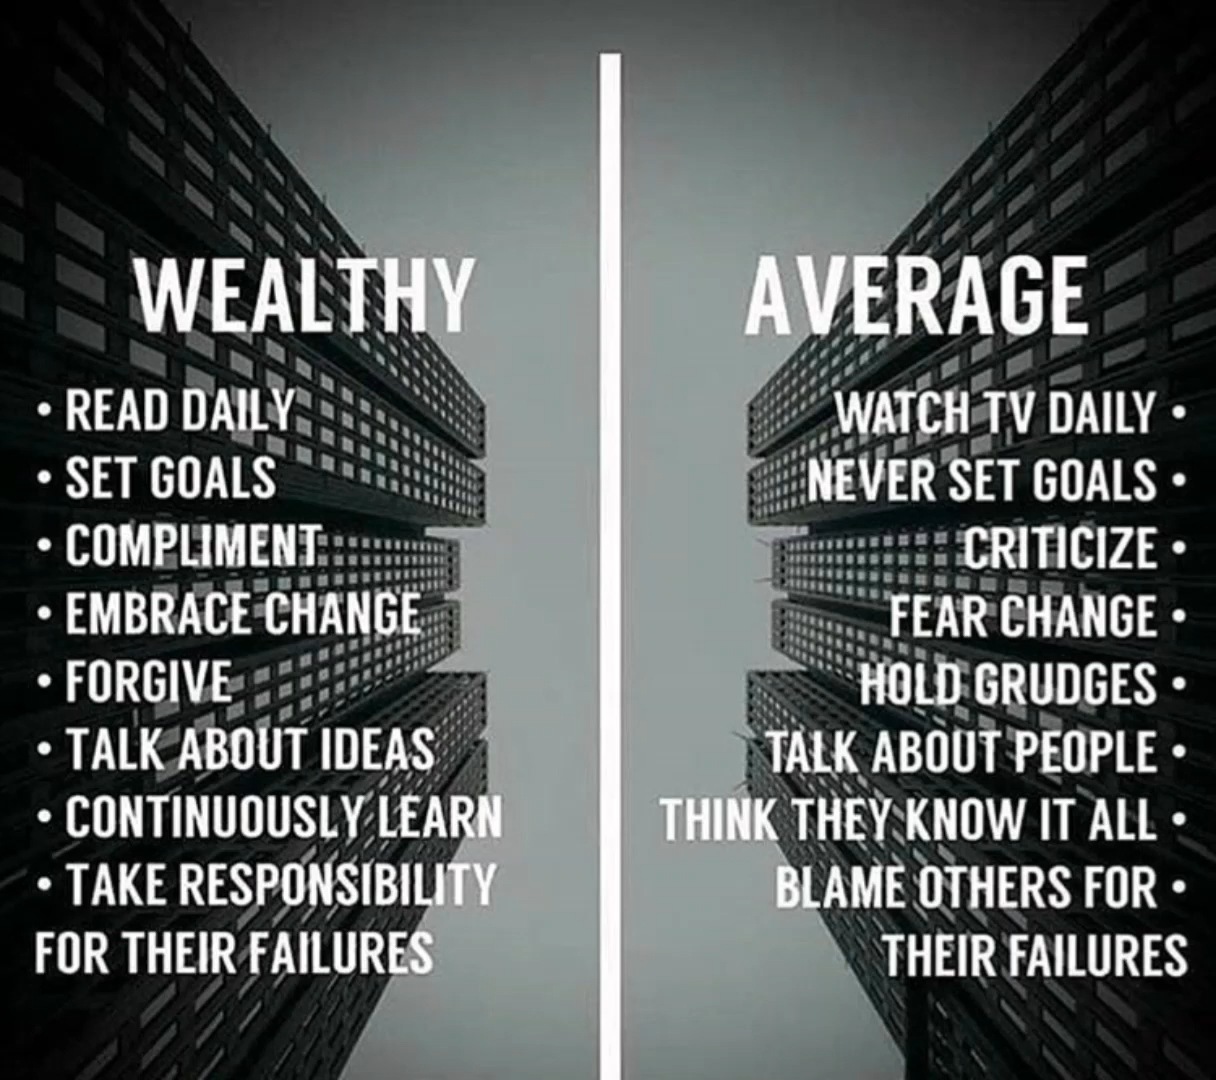 WEALTHY
• READ DAILY
• SET GOALS
• COMPLIMENT
• EMBRACE CHANGE
• FORGIVE
• TALK ABOUT IDEAS
• CONTINUOUSLY LEARN
• TAKE RESPONSIBILITY
FOR THEIR FAILURES
AVERAGE
WATCH TV DAILY •
NEVER SET GOALS •
CRITICIZE •
FEAR CHANGE •
HOLD GRUDGES •
TALK ABOUT PEOPLE •
THINK THEY KNOW IT ALL •
BLAME OTHERS FOR •
THEIR FAILURES